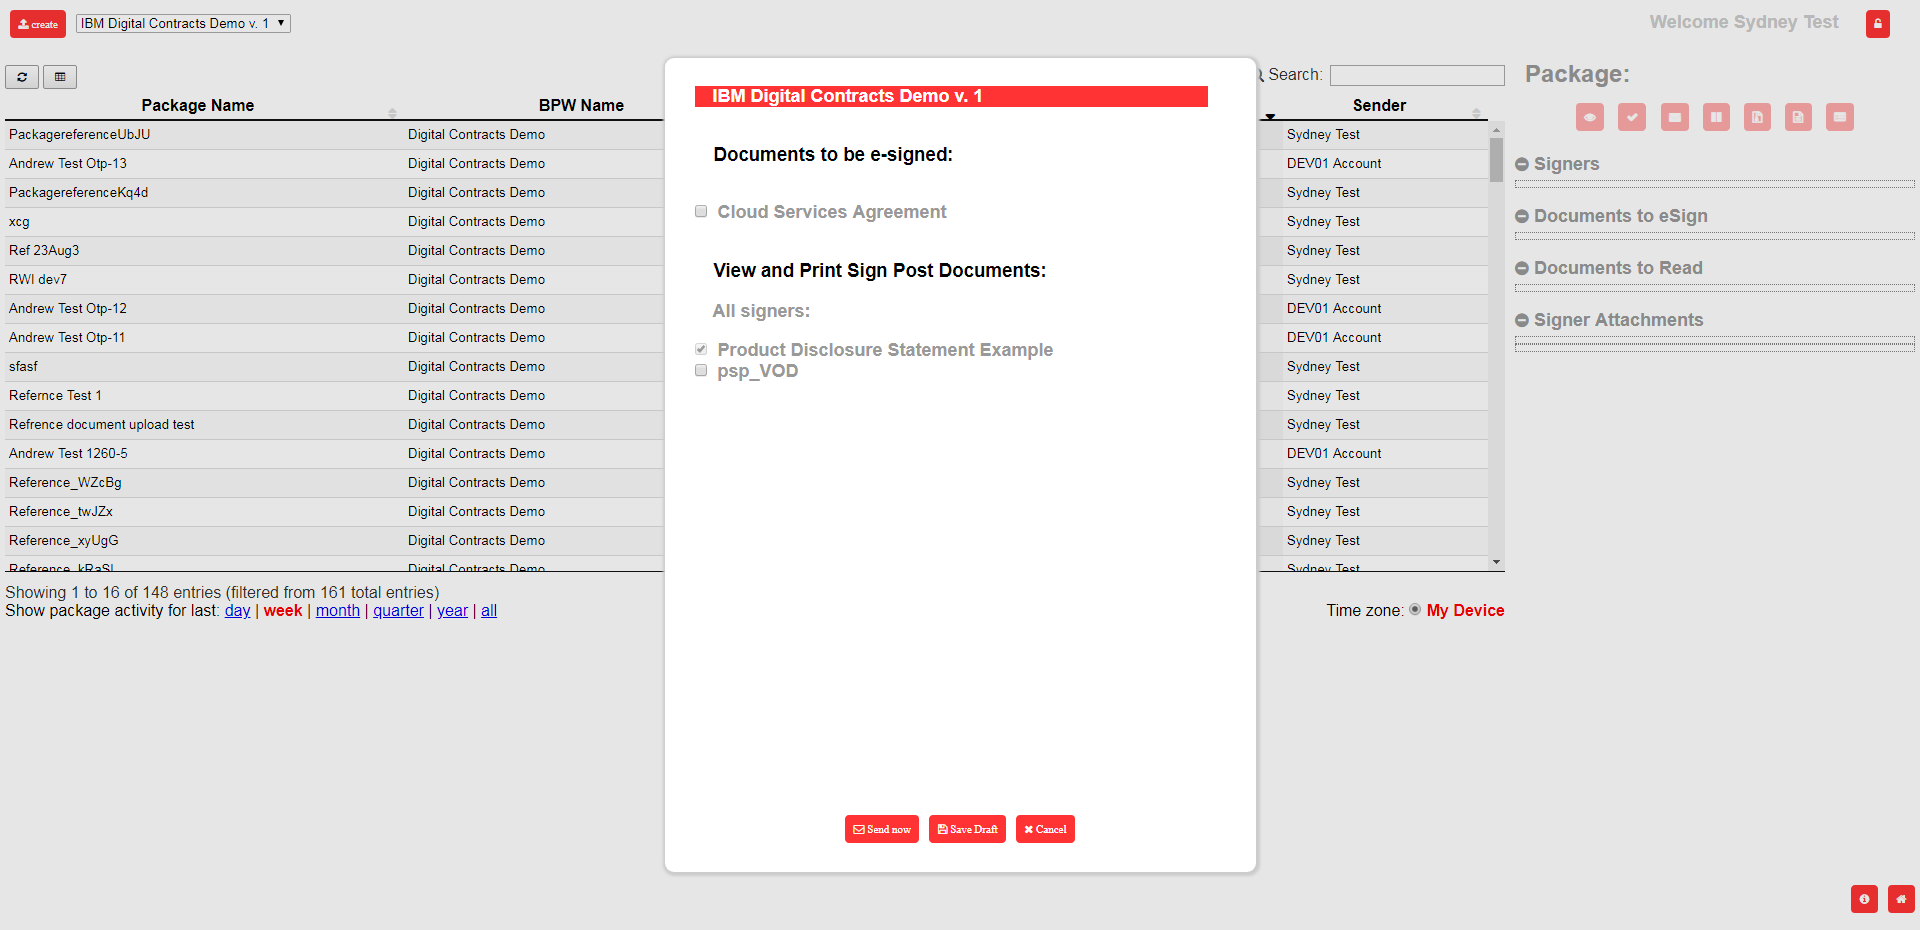 create
IBM Digital Contracts Demo v. 1
Welcome Sydney Test
Search:
Package Name
BPW Name
Sender
PackagereferenceUbJU Digital Contracts Demo Sydney Test
Andrew Test Otp-13 Digital Contracts Demo DEV01 Account
PackagereferenceKq4d Digital Contracts Demo Sydney Test
xcg Digital Contracts Demo Sydney Test
Ref 23Aug3 Digital Contracts Demo Sydney Test
RWI dev7 Digital Contracts Demo Sydney Test
Andrew Test Otp-12 Digital Contracts Demo DEV01 Account
Andrew Test Otp-11 Digital Contracts Demo DEV01 Account
sfasf Digital Contracts Demo Sydney Test
Refernce Test 1 Digital Contracts Demo Sydney Test
Refrence document upload test Digital Contracts Demo Sydney Test
Andrew Test 1260-5 Digital Contracts Demo DEV01 Account
Reference_WZcBg Digital Contracts Demo Sydney Test
Reference_twJZx Digital Contracts Demo Sydney Test
Reference_xyUgG Digital Contracts Demo Sydney Test
Digital Contracts Demo Sydney Test
Showing 1 to 16 of 148 entries (filtered from 161 total entries)
Show package activity for last: day | week | month | quarter | year | all
Time zone: My Device
IBM Digital Contracts Demo v. 1
Documents to be e-signed:
Cloud Services Agreement
View and Print Sign Post Documents:
All signers:
Product Disclosure Statement Example
psp_VOD
Send now
Save Draft
Cancel
Package:
Signers
Documents to eSign
Documents to Read
Signer Attachments